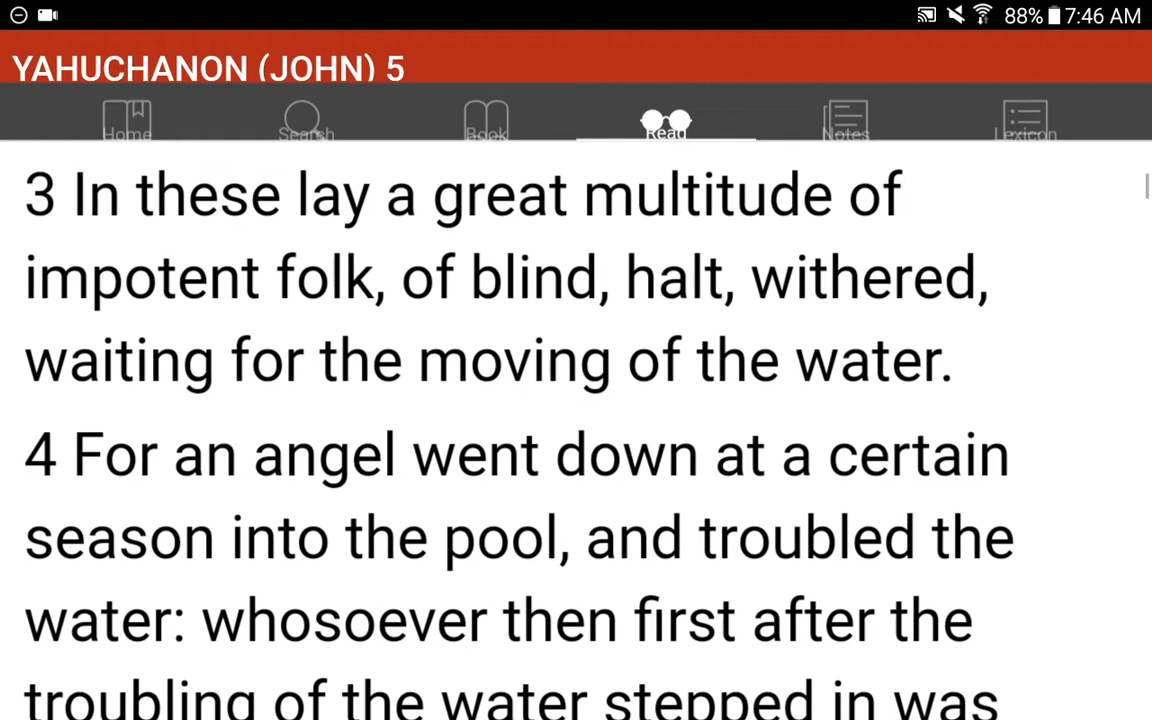 88% 7:46 AM
YAHUCHANON (JOHN) 5
Home Search Book Read Notes Lexicon
3 In these lay a great multitude of
impotent folk, of blind, halt, withered,
waiting for the moving of the water.
4 For an angel went down at a certain
season into the pool, and troubled the
water: whosoever then first after the
troubling of the water stepped in was